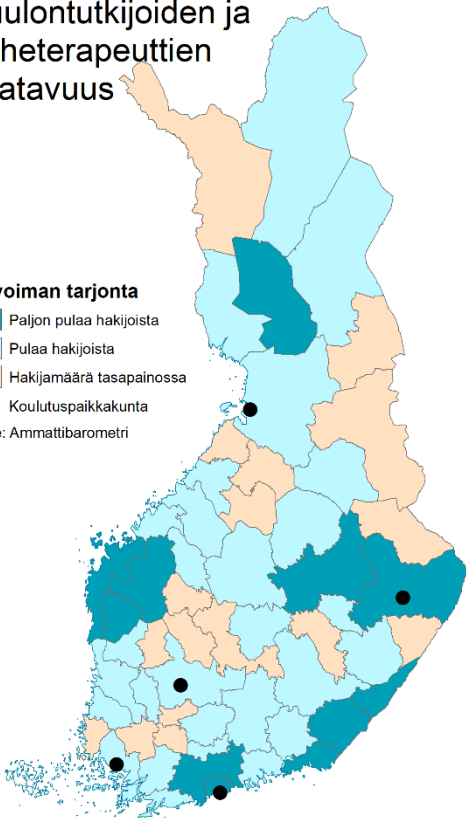 ulontutkijoiden ja
heterapeuttien
atavuus
voiman tarjonta
Paljon pulaa hakijoista
Pulaa hakijoista
Hakijamäärä tasapainossa
Koulutuspaikkakunta
e: Ammattibarometri